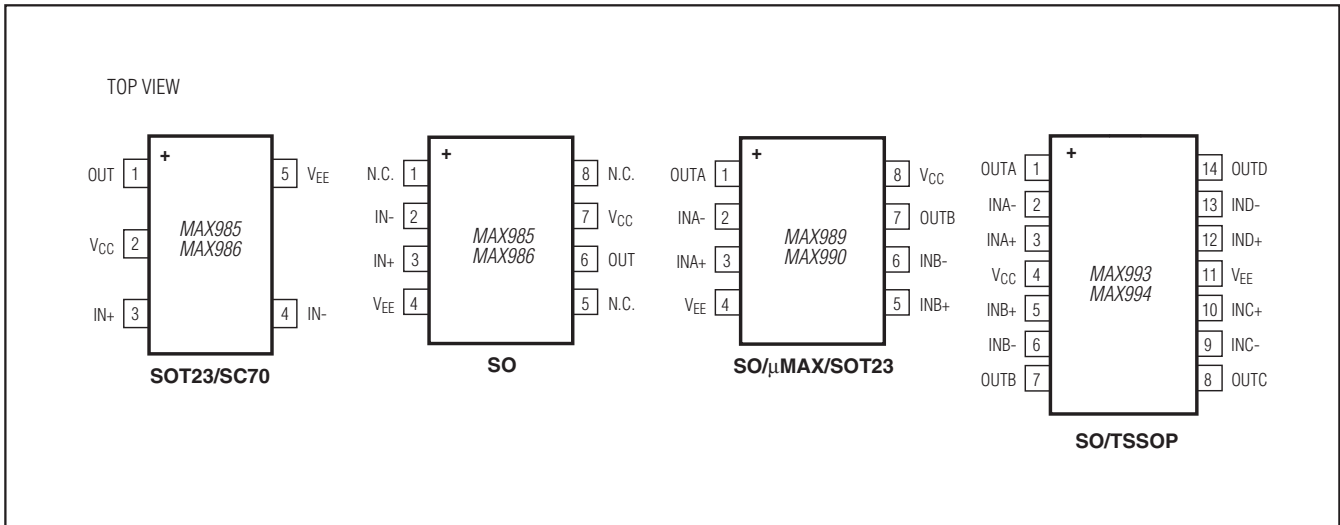 TOP VIEW
+
OUT 1
5 VEE
VCC 2
MAX985
MAX986
IN+ 3
4 IN-
SOT23/SC70
+
N.C. 1
8 N.C.
IN- 2
7 VCC
MAX985
MAX986
IN+ 3
6 OUT
VEE 4
5 N.C.
SO
+
OUTA 1
8 VCC
INA- 2
7 OUTB
MAX989
MAX990
INA+ 3
6 INB-
VEE 4
5 INB+
SO/μMAX/SOT23
+
OUTA 1
14 OUTD
INA- 2
13 IND-
INA+ 3
12 IND+
VCC 4
11 VEE
MAX993
MAX994
INB+ 5
10 INC+
INB- 6
9 INC-
OUTB 7
8 OUTC
SO/TSSOP